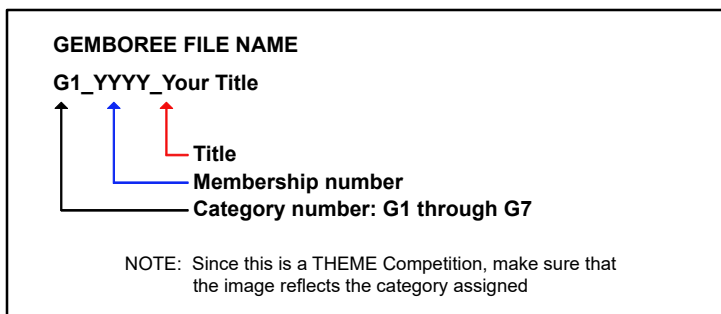 GEMBOREE FILE NAME
G1_YYYY_Your Title
Title
Membership number
Category number: G1 through G7
NOTE:  Since this is a THEME Competition, make sure that
the image reflects the category assigned